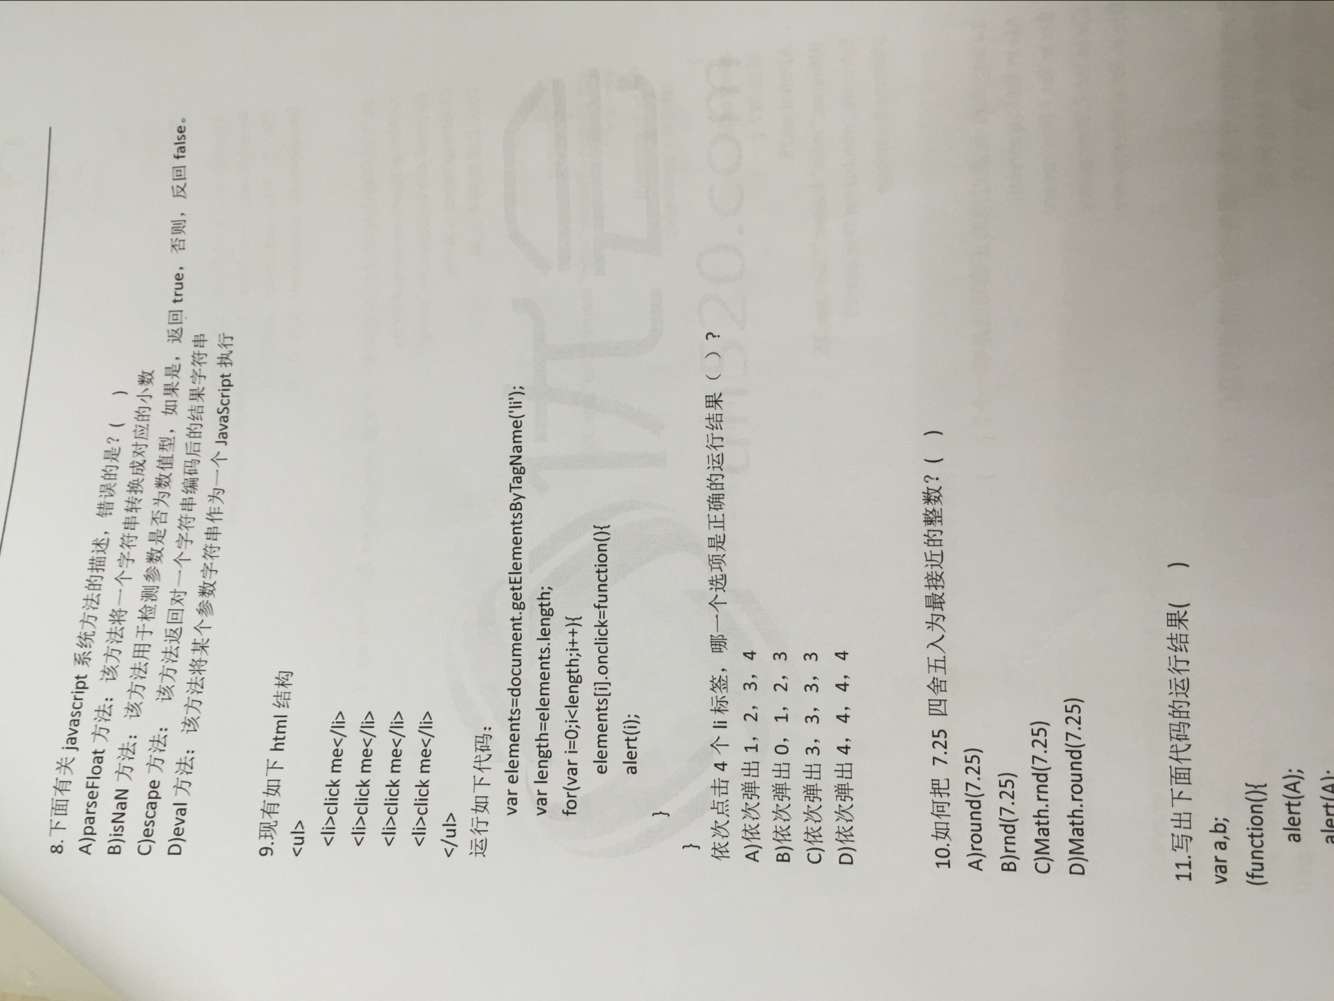 8.下面有关 javascript 系统方法的描述，错误的是？(    )
A)parseFloat 方法：该方法将一个字符串转换成对应的小数
B)isNaN 方法：该方法用于检测参数是否为数值型，如果是，返回 true，否则，反回 false。
C)escape 方法： 该方法返回对一个字符串编码后的结果字符串
D)eval 方法：该方法将某个参数字符串作为一个 JavaScript 执行
9.现有如下 html 结构
<ul>
<li>click me</li>
<li>click me</li>
<li>click me</li>
<li>click me</li>
</ul>
运行如下代码：
var elements=document.getElementsByTagName('li');
var length=elements.length;
for(var i=0;i<length;i++){
elements[i].onclick=function(){
alert(i);
}
}
依次点击 4 个 li 标签，哪一个选项是正确的运行结果（ ）?
A)依次弹出 1，2，3，4
B)依次弹出 0，1，2，3
C)依次弹出 3，3，3，3
D)依次弹出 4，4，4，4
10.如何把 7.25 四舍五入为最接近的整数？(   )
A)round(7.25)
B)rnd(7.25)
C)Math.rnd(7.25)
D)Math.round(7.25)
11.写出下面代码的运行结果(    )
var a,b;
(function(){
alert(A);
alert(A);
优会